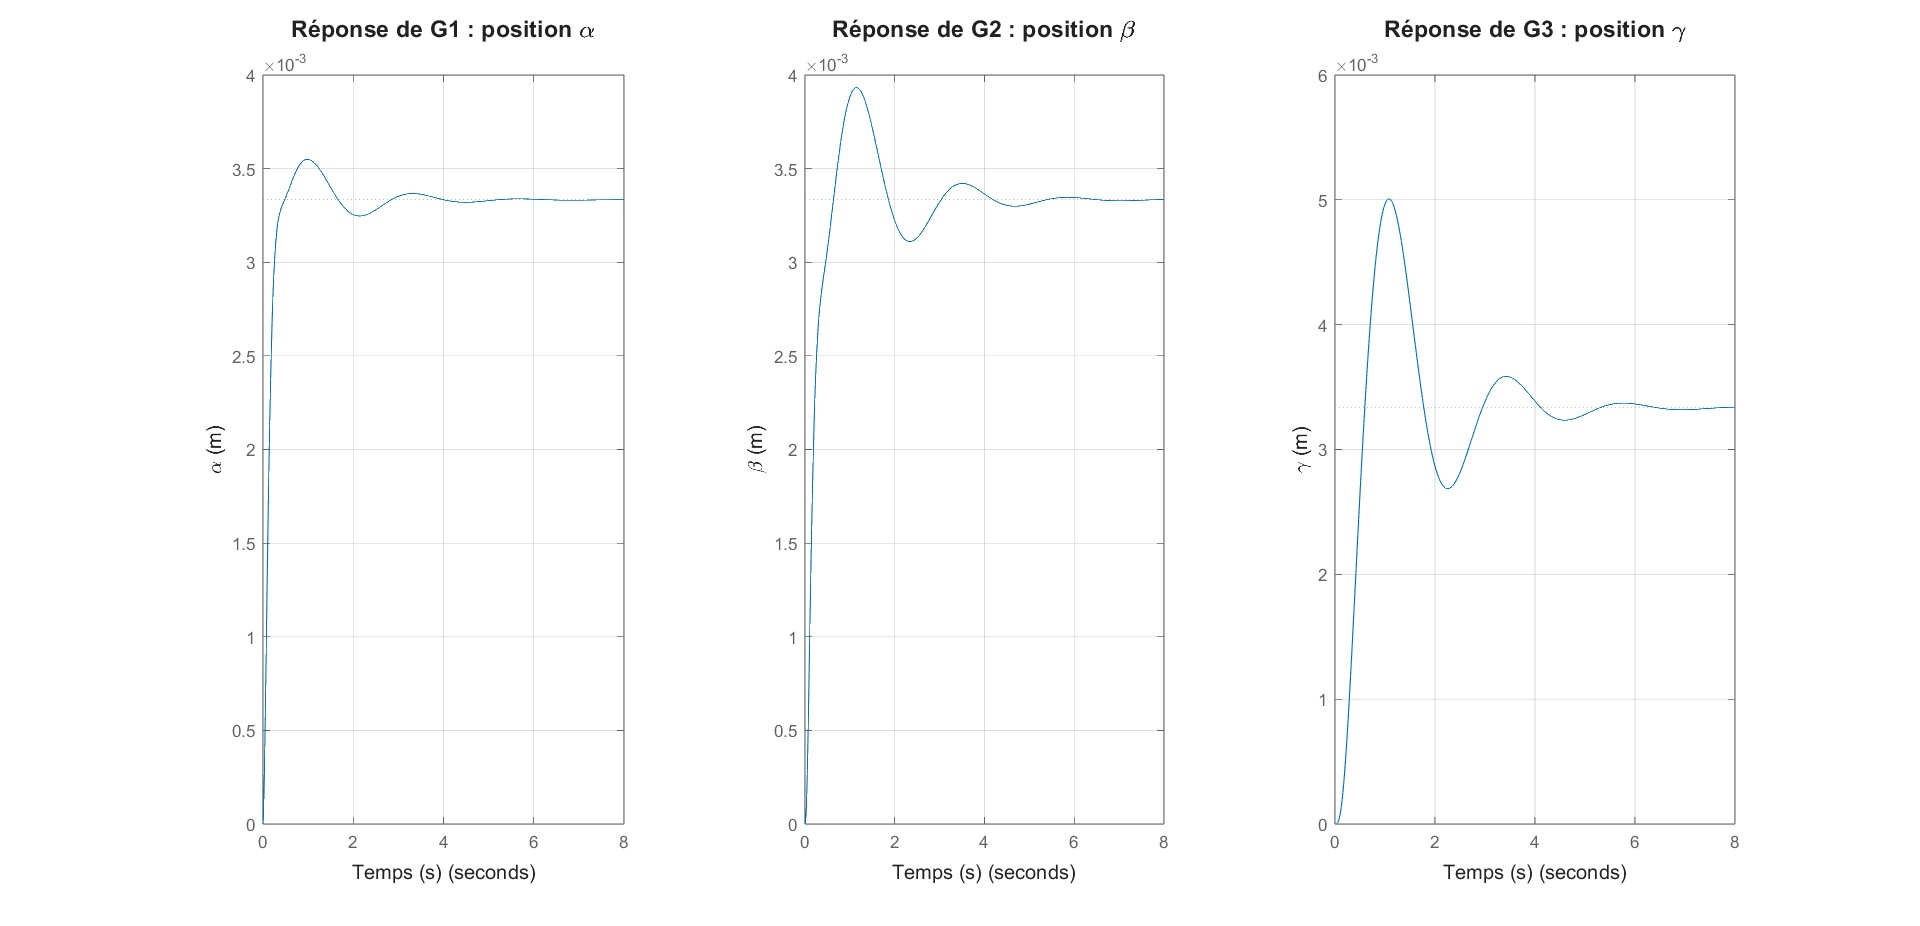 Réponse de G1 : position α
×10⁻³
4
3.5
3
2.5
2
1.5
1
0.5
0
α (m)
0 2 4 6 8
Temps (s) (seconds)
Réponse de G2 : position β
×10⁻³
4
3.5
3
2.5
2
1.5
1
0.5
0
β (m)
0 2 4 6 8
Temps (s) (seconds)
Réponse de G3 : position γ
×10⁻³
6
5
4
3
2
1
0
γ (m)
0 2 4 6 8
Temps (s) (seconds)